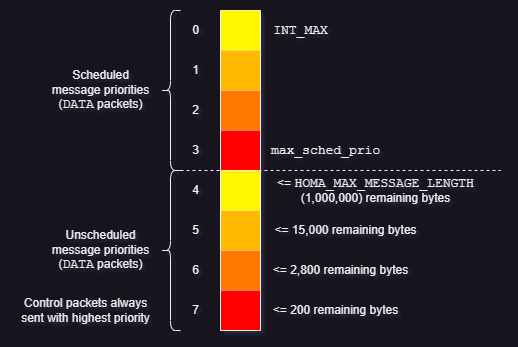 0 INT_MAX
1
Scheduled
message priorities
(DATA packets)
2
3 max_sched_prio
4 <= HOMA_MAX_MESSAGE_LENGTH
(1,000,000) remaining bytes
5 <= 15,000 remaining bytes
Unscheduled
message priorities
(DATA packets)
6 <= 2,800 remaining bytes
Control packets always
sent with highest priority
7 <= 200 remaining bytes